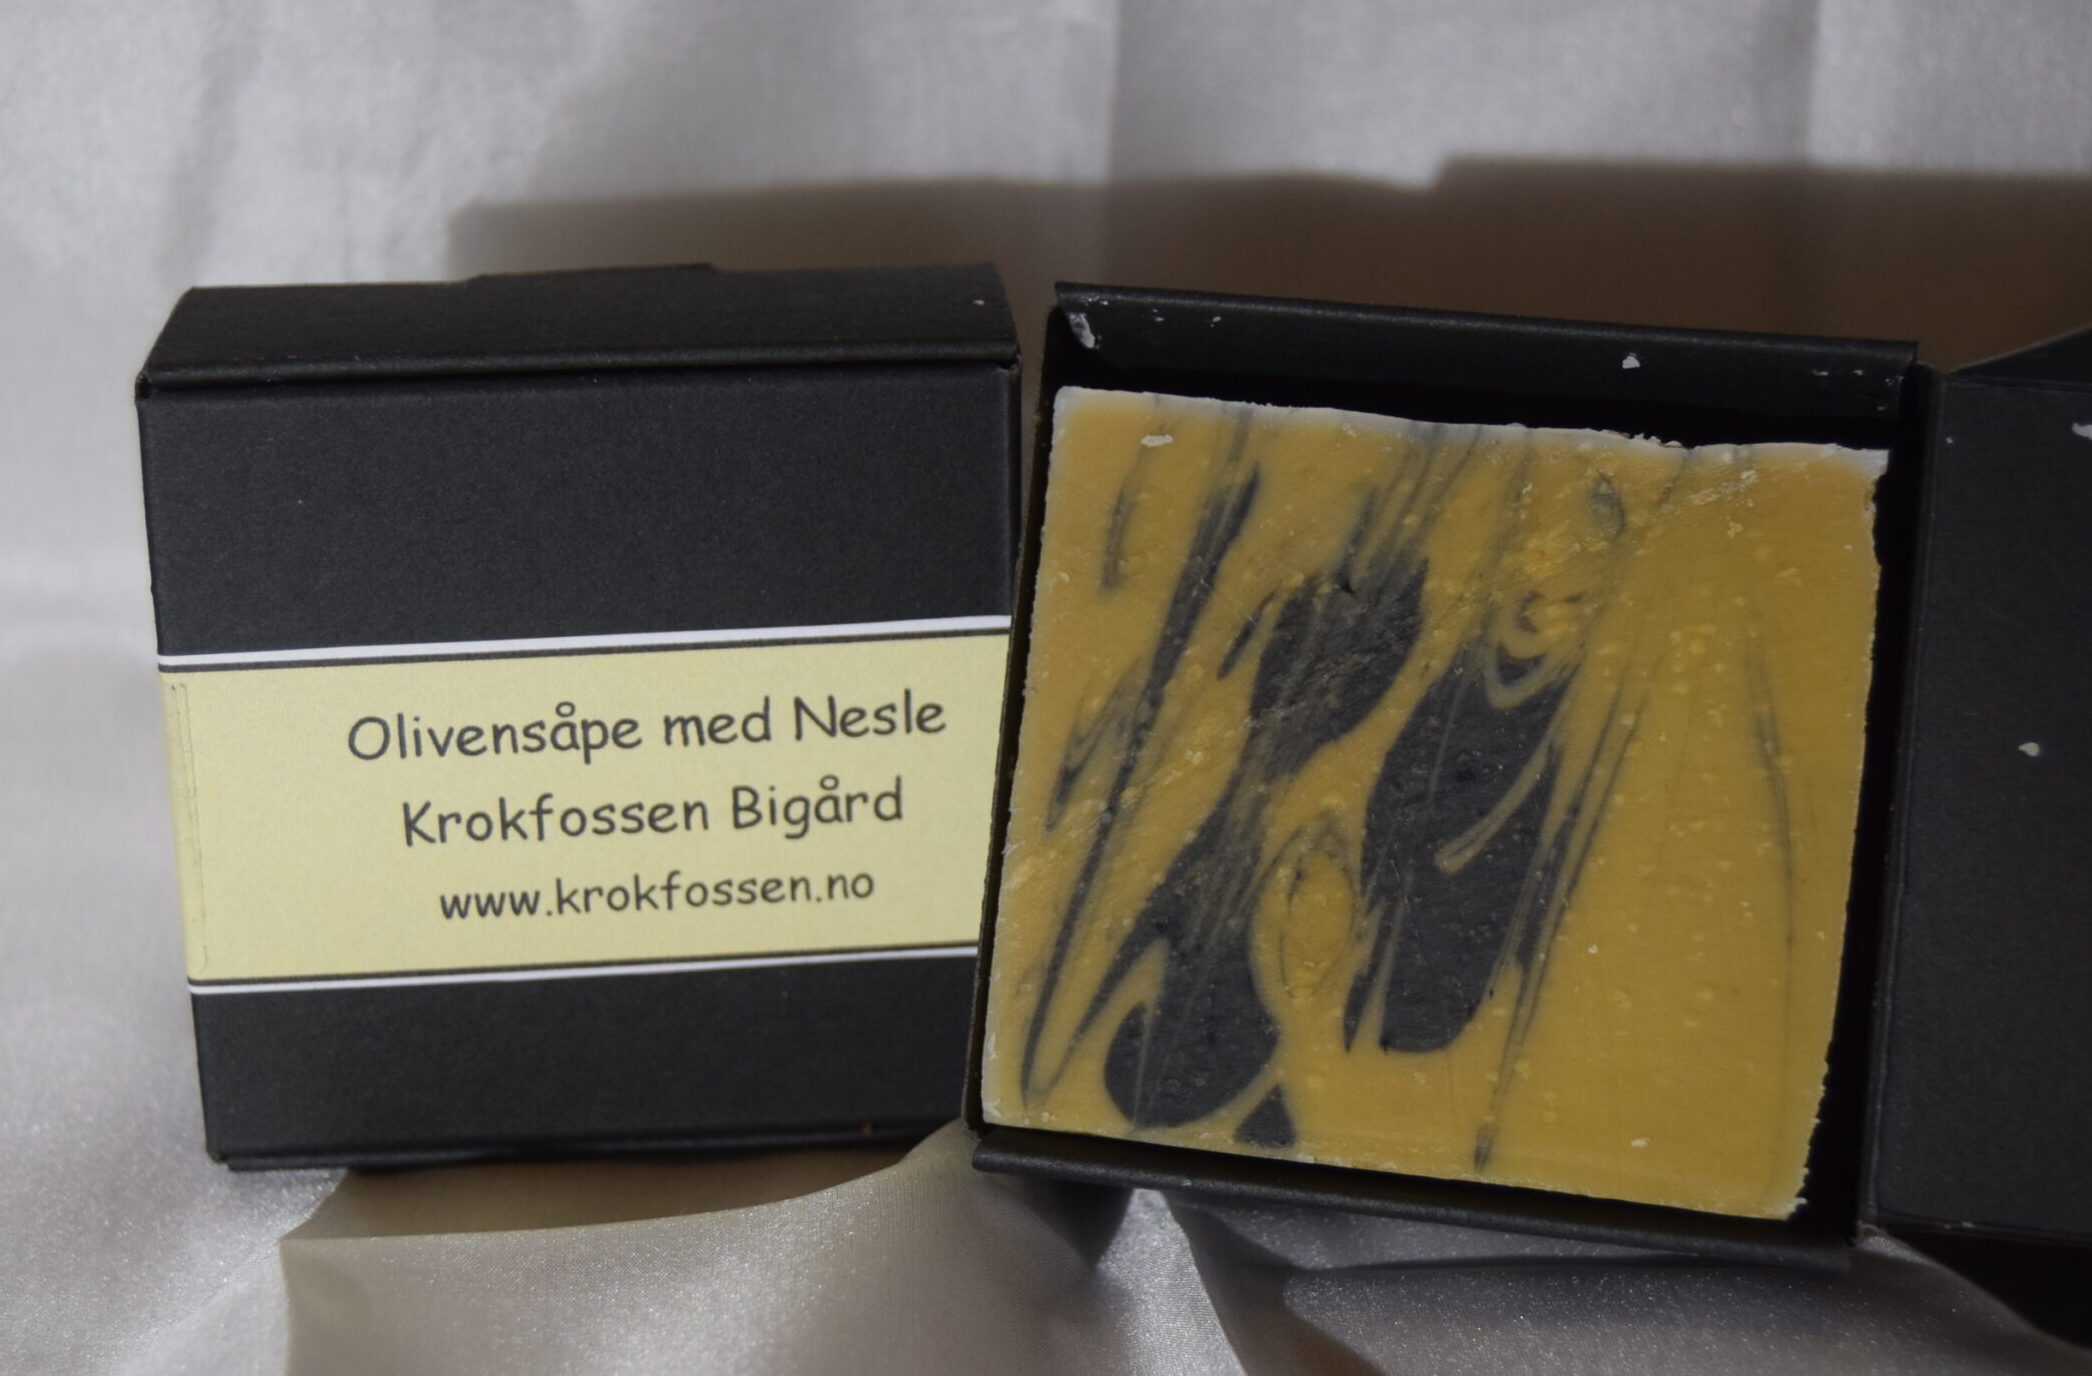 Olivensåpe med Nesle
Krokfossen Bigård
www.krokfossen.no